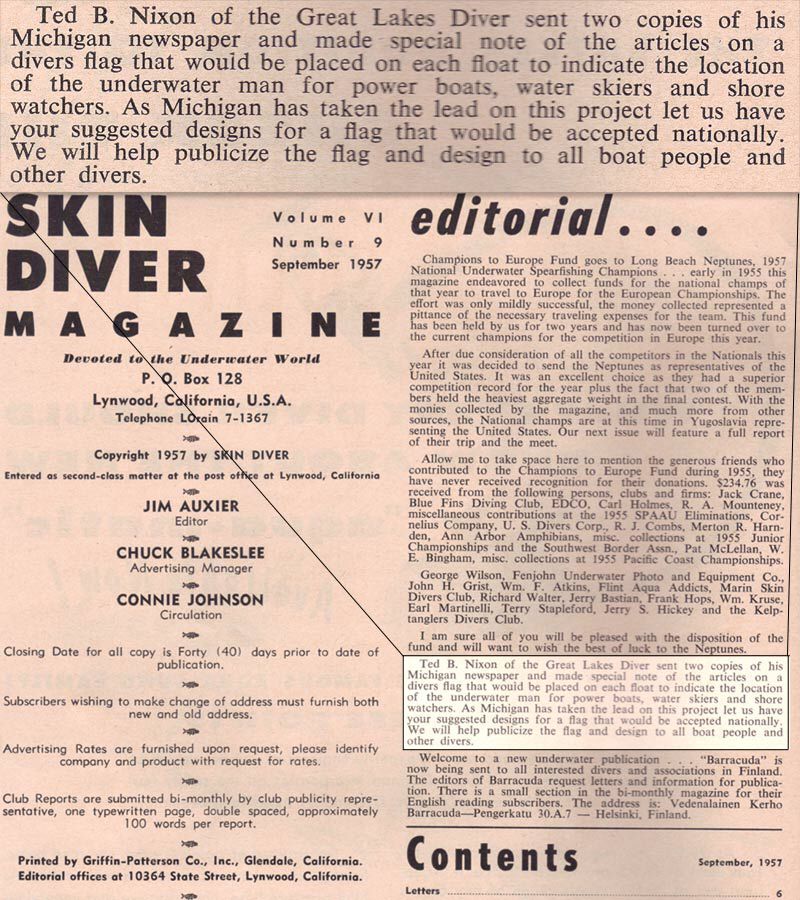 Ted B. Nixon of the Great Lakes Diver sent two copies of his
Michigan newspaper and made special note of the articles on a
divers flag that would be placed on each float to indicate the location
of the underwater man for power boats, water skiers and shore
watchers. As Michigan has taken the lead on this project let us have
your suggested designs for a flag that would be accepted nationally.
We will help publicize the flag and design to all boat people and
other divers.
SKIN
DIVER
MAGAZINE
Volume VI
Number 9
September 1957
Devoted to the Underwater World
P. O. Box 128
Lynwood, California, U.S.A.
Telephone LOrain 7-1367
Copyright 1957 by SKIN DIVER
Entered as second-class matter at the post office at Lynwood, California
JIM AUXIER
Editor
CHUCK BLAKESLEE
Advertising Manager
CONNIE JOHNSON
Circulation
Closing Date for all copy is Forty (40) days prior to date of
publication.
Subscribers wishing to make change of address must furnish both
new and old address.
Advertising Rates are furnished upon request, please identify
company and product with request for rates.
Club Reports are submitted bi-monthly by club publicity repre-
sentative, one typewritten page, double spaced, approximately
100 words per report.
Printed by Griffin-Patterson Co., Inc., Glendale, California.
Editorial offices at 10364 State Street, Lynwood, California.
editorial....
Champions to Europe Fund goes to Long Beach Neptunes, 1957
National Underwater Spearfishing Champions . . . early in 1955 this
magazine endeavored to collect funds for the national champs of
that year to travel to Europe for the European Championships. The
effort was only mildly successful, the money collected represented a
pittance of the necessary traveling expenses for the team. This fund
has been held by us for two years and has now been turned over to
the current champions for the competition in Europe this year.
After due consideration of all the competitors in the Nationals this
year it was decided to send the Neptunes as representatives of the
United States. It was an excellent choice as they had a superior
competition record for the year plus the fact that two of the mem-
bers held the heaviest aggregate weight in the final contest. With the
monies collected by the magazine, and much more from other
sources, the National champs are at this time in Yugoslavia repre-
senting the United States. Our next issue will feature a full report
of their trip and the meet.
Allow me to take space here to mention the generous friends who
contributed to the Champions to Europe Fund during 1955, they
have never received recognition for their donations. $234.76 was
received from the following persons, clubs and firms: Jack Crane,
Blue Fins Diving Club, EDCO, Carl Holmes, R. A. Mounteney,
miscellaneous contributions at the 1955 SPAAU Eliminations, Cor-
nelius Company, U. S. Divers Corp., R. J. Combs, Merton R. Harn-
den, Ann Arbor Amphibians, misc. collections at 1955 Junior
Championships and the Southwest Border Assn., Pat McLellan, W.
E. Bingham, misc. collections at 1955 Pacific Coast Championships.
George Wilson, Fenjohn Underwater Photo and Equipment Co.,
John H. Grist, Wm. F. Atkins, Flint Aqua Addicts, Marin Skin
Divers Club, Richard Walter, Jerry Bastian, Frank Hops, Wm. Kruse,
Earl Martinelli, Terry Stapleford, Jerry S. Hickey and the Kelp-
tanglers Divers Club.
I am sure all of you will be pleased with the disposition of the
fund and will want to wish the best of luck to the Neptunes.
Ted B. Nixon of the Great Lakes Diver sent two copies of his
Michigan newspaper and made special note of the articles on a
divers flag that would be placed on each float to indicate the location
of the underwater man for power boats, water skiers and shore
watchers. As Michigan has taken the lead on this project let us have
your suggested designs for a flag that would be accepted nationally.
We will help publicize the flag and design to all boat people and
other divers.
Welcome to a new underwater publication . . . "Barracuda" is
now being sent to all interested divers and associations in Finland.
The editors of Barracuda request letters and information for publica-
tion. There is a small section in the bi-monthly magazine for their
English reading subscribers. The address is: Vedenalainen Kerho
Barracuda—Pengerkatu 30.A.7 — Helsinki, Finland.
Contents
September, 1957
Letters 6